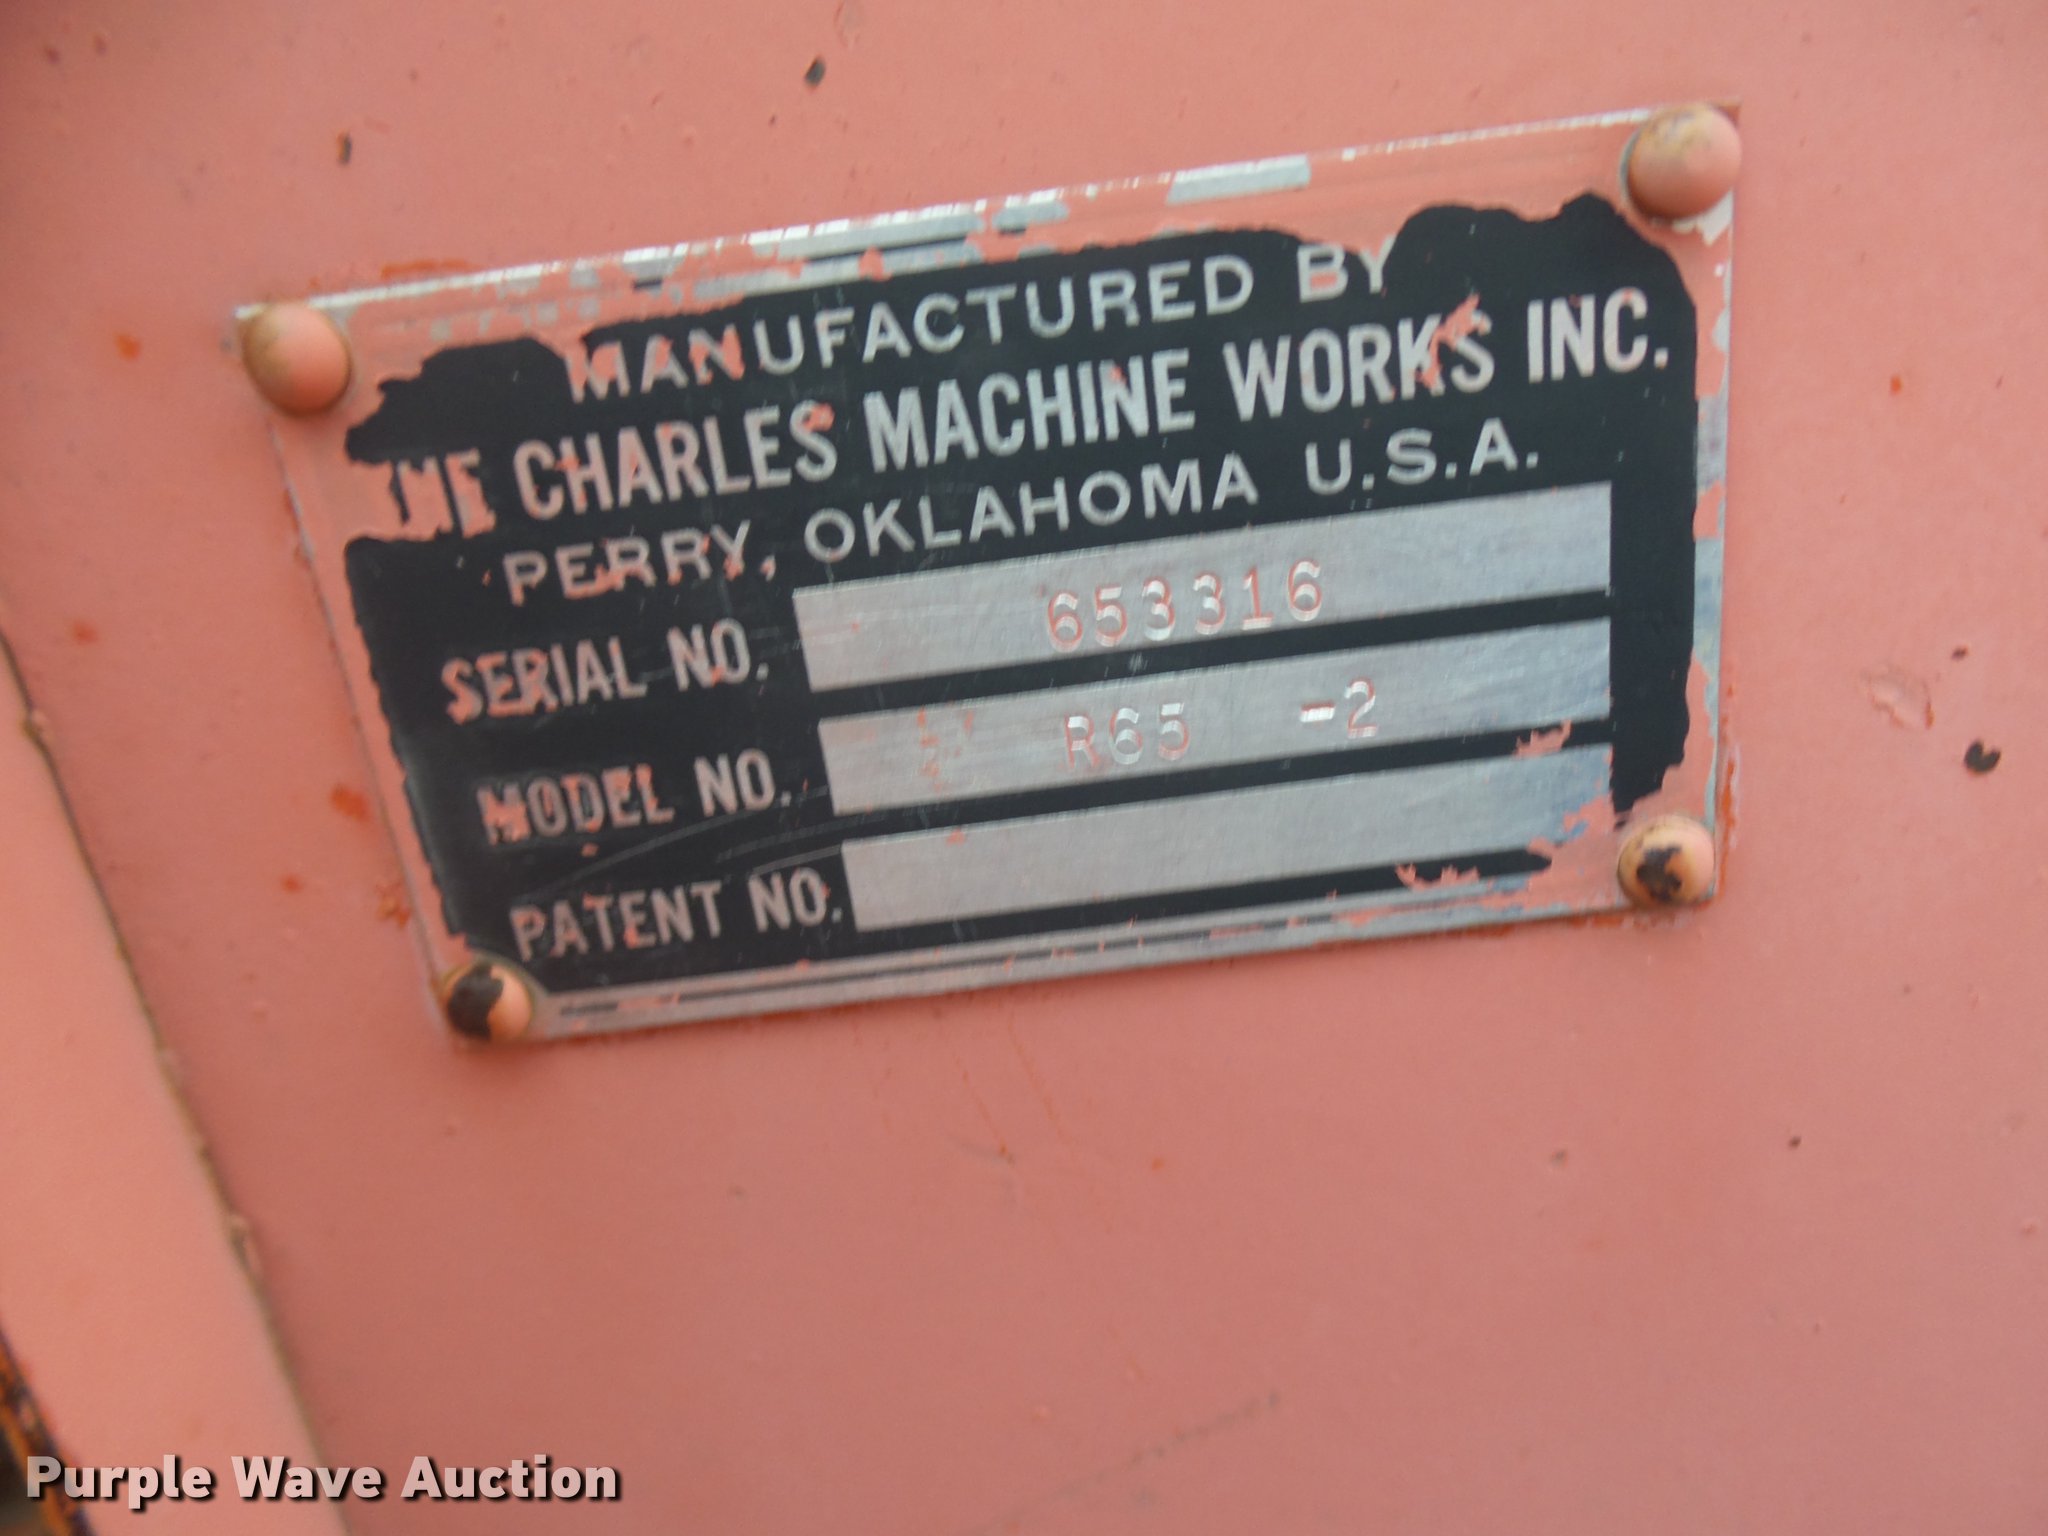 MANUFACTURED BY
THE CHARLES MACHINE WORKS INC.
PERRY, OKLAHOMA U.S.A.
SERIAL NO. 653316
MODEL NO. R65 -2
PATENT NO.
Purple Wave Auction